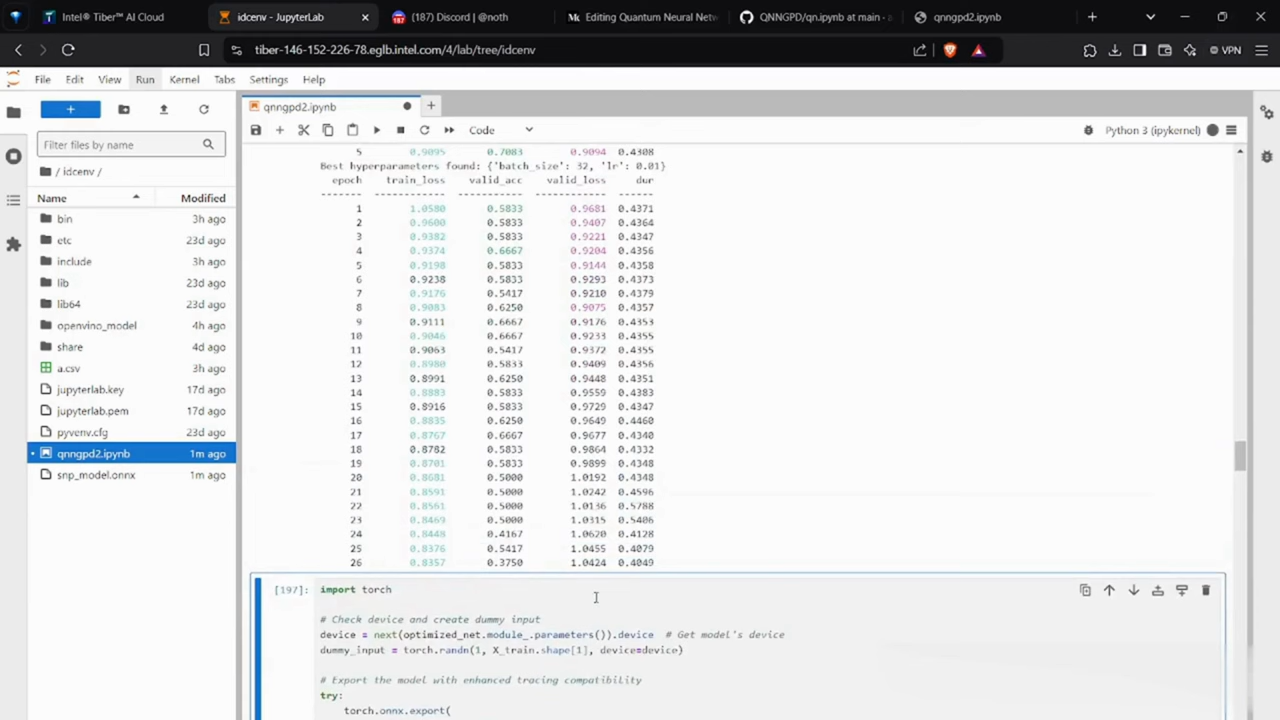 Intel® Tiber™ AI Cloud
idcenv - JupyterLab
(187) Discord | @noth
Editing Quantum Neural Netw
QNNGPD/qn.ipynb at main · a
qnngpd2.ipynb
tiber-146-152-226-78.eglb.intel.com/4/lab/tree/idcenv
VPN
File Edit View Run Kernel Tabs Settings Help
qnngpd2.ipynb
Filter files by name
Code
Python 3 (ipykernel)
/ idcenv /
Name Modified
bin 3h ago
etc 23d ago
include 3h ago
lib 23d ago
lib64 23d ago
openvino_model 4h ago
share 4d ago
a.csv 3h ago
jupyterlab.key 17d ago
jupyterlab.pem 17d ago
pyvenv.cfg 23d ago
qnngpd2.ipynb 1m ago
snp_model.onnx 1m ago
5 0.9095 0.7083 0.9094 0.4308
Best hyperparameters found: {'batch_size': 32, 'lr': 0.01}
epoch train_loss valid_acc valid_loss dur
------- ------------ ----------- ------------ ------
1 1.0580 0.5833 0.9681 0.4371
2 0.9600 0.5833 0.9407 0.4364
3 0.9382 0.5833 0.9221 0.4347
4 0.9374 0.6667 0.9204 0.4356
5 0.9198 0.5833 0.9144 0.4358
6 0.9238 0.5833 0.9293 0.4373
7 0.9176 0.5417 0.9210 0.4379
8 0.9083 0.6250 0.9075 0.4357
9 0.9111 0.6667 0.9176 0.4353
10 0.9046 0.6667 0.9233 0.4355
11 0.9063 0.5417 0.9372 0.4355
12 0.8980 0.5833 0.9409 0.4356
13 0.8991 0.6250 0.9448 0.4351
14 0.8883 0.5833 0.9559 0.4383
15 0.8916 0.5833 0.9729 0.4347
16 0.8835 0.6250 0.9649 0.4460
17 0.8767 0.6667 0.9677 0.4340
18 0.8782 0.5833 0.9864 0.4332
19 0.8701 0.5833 0.9899 0.4348
20 0.8681 0.5000 1.0192 0.4348
21 0.8591 0.5000 1.0242 0.4596
22 0.8561 0.5000 1.0136 0.5788
23 0.8469 0.5000 1.0315 0.5406
24 0.8448 0.4167 1.0620 0.4128
25 0.8376 0.5417 1.0455 0.4079
26 0.8357 0.3750 1.0424 0.4049
[197]: import torch
# Check device and create dummy input
device = next(optimized_net.module_.parameters()).device # Get model's device
dummy_input = torch.randn(1, X_train.shape[1], device=device)
# Export the model with enhanced tracing compatibility
try:
torch.onnx.export(